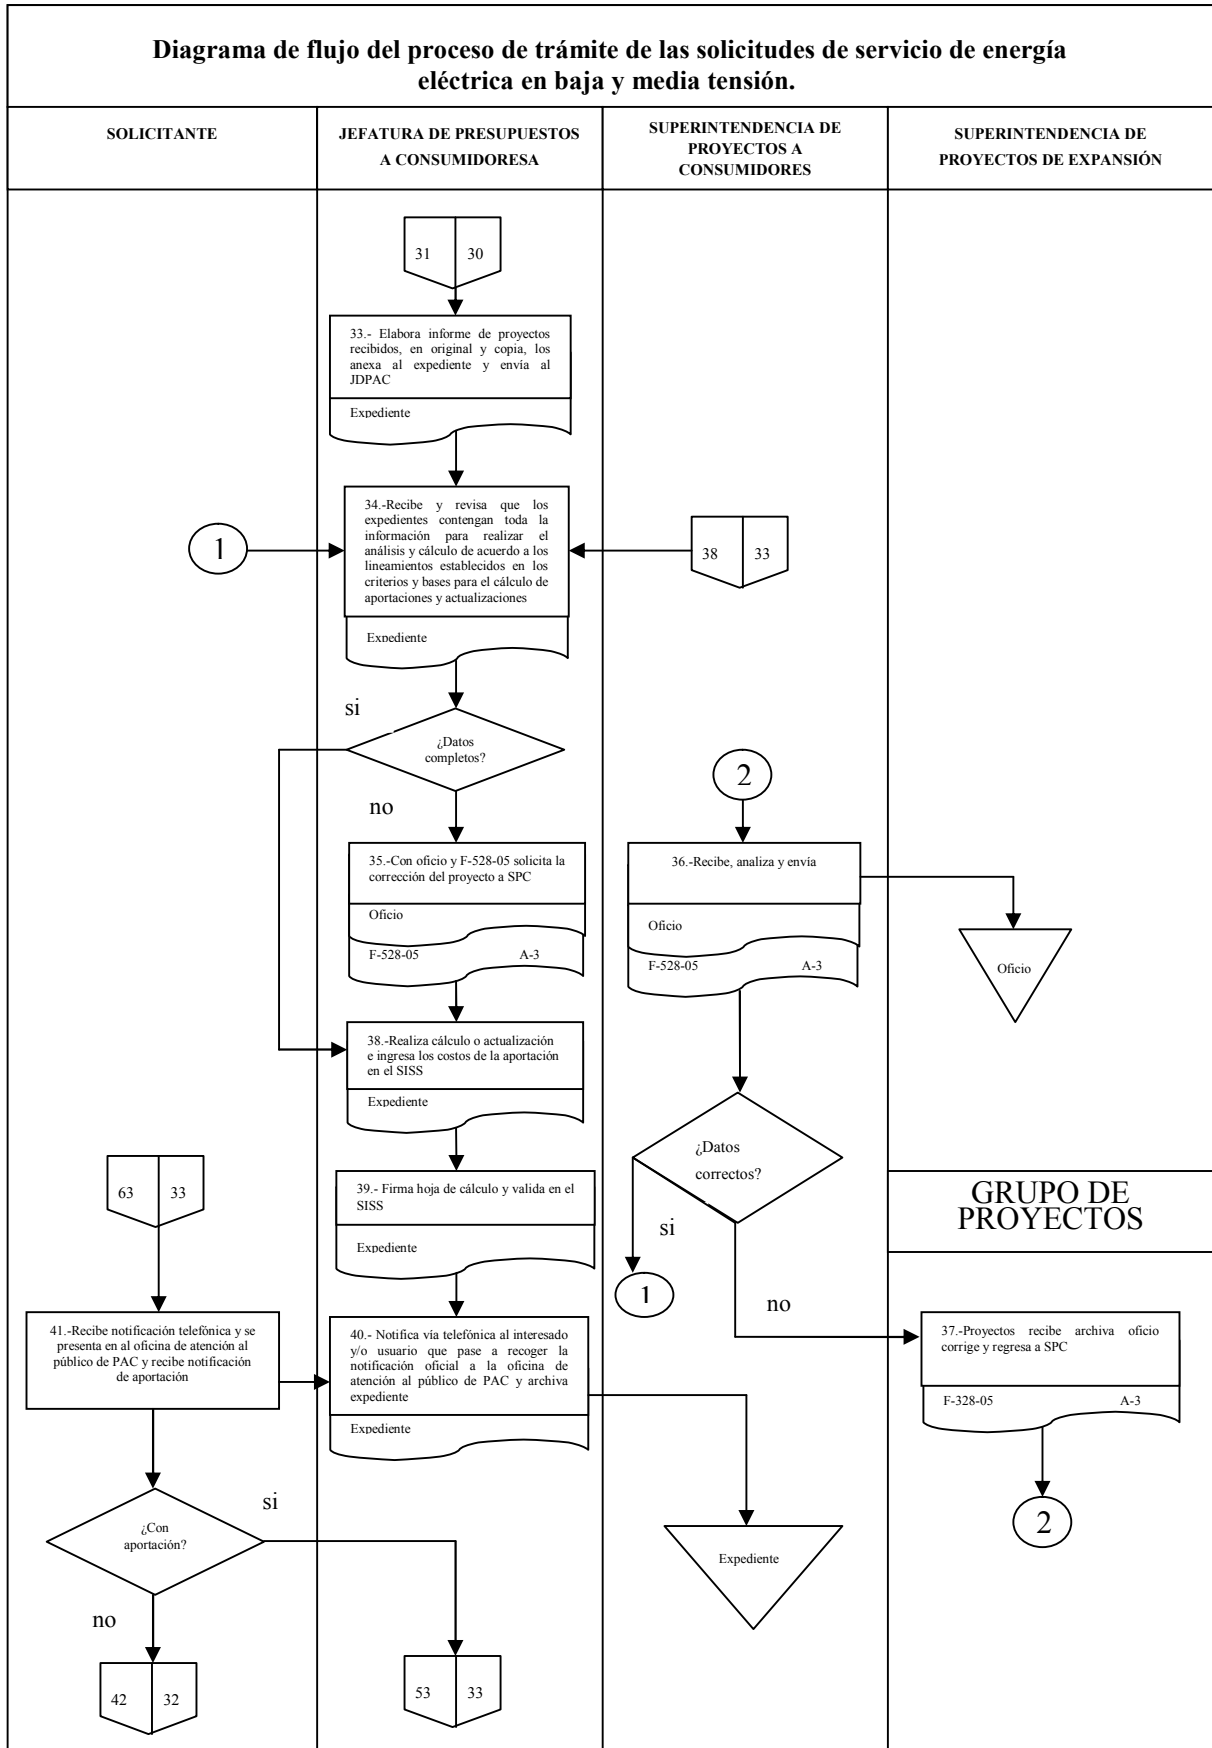 Diagrama de flujo del proceso de trámite de las solicitudes de servicio de energía
eléctrica en baja y media tensión.
SOLICITANTE
JEFATURA DE PRESUPUESTOS
A CONSUMIDORESA
SUPERINTENDENCIA DE
PROYECTOS A
CONSUMIDORES
SUPERINTENDENCIA DE
PROYECTOS DE EXPANSIÓN
31 30
33.- Elabora informe de proyectos
recibidos, en original y copia, los
anexa al expediente y envía al
JDPAC
Expediente
34.-Recibe y revisa que los
expedientes contengan toda la
información para realizar el
análisis y cálculo de acuerdo a los
lineamientos establecidos en los
criterios y bases para el cálculo de
aportaciones y actualizaciones
Expediente
1
38 33
si
¿Datos
completos?
no
2
35.-Con oficio y F-528-05 solicita la
corrección del proyecto a SPC
Oficio
F-528-05 A-3
36.-Recibe, analiza y envía
Oficio
F-528-05 A-3
Oficio
38.-Realiza cálculo o actualización
e ingresa los costos de la aportación
en el SISS
Expediente
¿Datos
correctos?
si
1
no
63 33
39.- Firma hoja de cálculo y valida en el
SISS
Expediente
GRUPO DE
PROYECTOS
41.-Recibe notificación telefónica y se
presenta en al oficina de atención al
público de PAC y recibe notificación
de aportación
40.- Notifica vía telefónica al interesado
y/o usuario que pase a recoger la
notificación oficial a la oficina de
atención al público de PAC y archiva
expediente
Expediente
37.-Proyectos recibe archiva oficio
corrige y regresa a SPC
F-328-05 A-3
2
¿Con
aportación?
si
no
Expediente
42 32
53 33